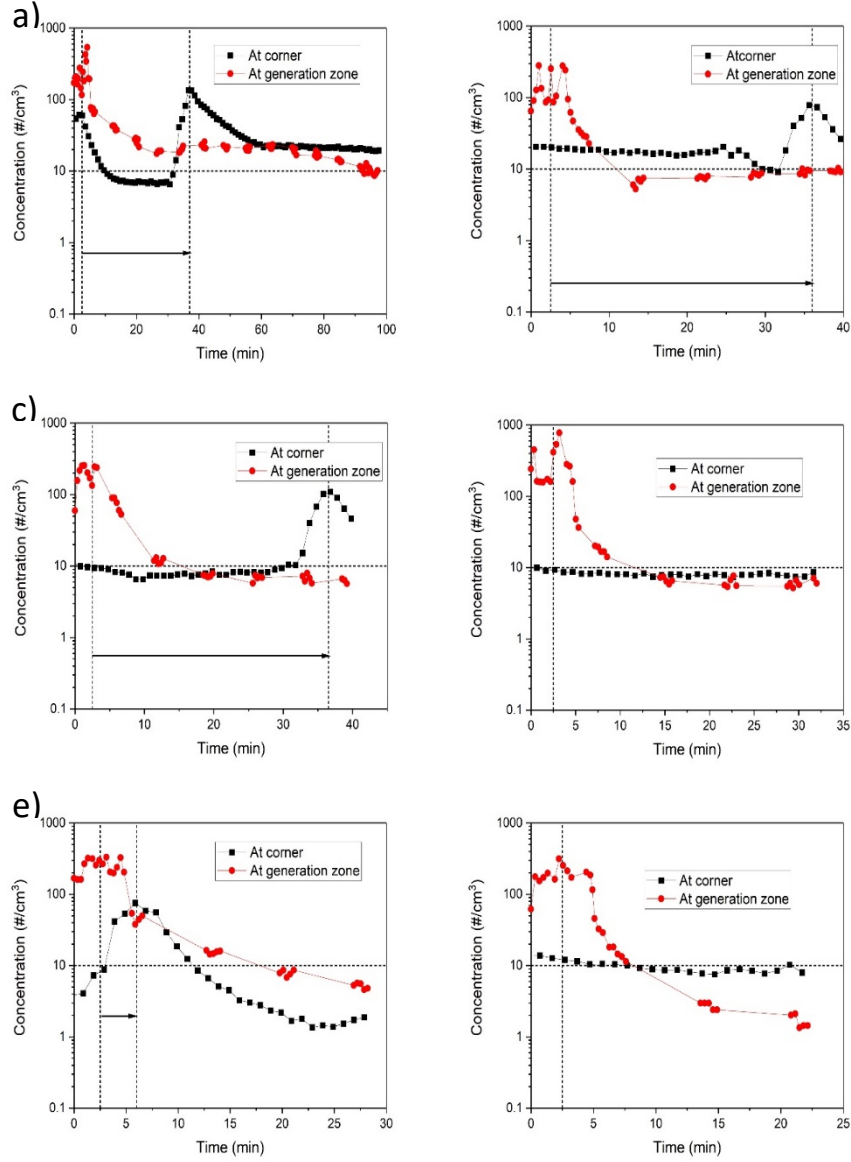 a)
1000
100
10
1
0.1
Concentration (#/cm³)
At corner
At generation zone
0 20 40 60 80 100
Time (min)
1000
100
10
1
0.1
Concentration (#/cm³)
Atcorner
At generation zone
0 10 20 30 40
Time (min)
c)
1000
100
10
1
0.1
Concentration (#/cm³)
At corner
At generation zone
0 10 20 30 40
Time (min)
1000
100
10
1
0.1
Concentration (#/cm³)
At corner
At generation zone
0 5 10 15 20 25 30 35
Time (min)
e)
1000
100
10
1
0.1
Concentration (#/cm³)
At corner
At generation zone
0 5 10 15 20 25 30
Time (min)
1000
100
10
1
0.1
Concentration (#/cm³)
At corner
At generation zone
0 5 10 15 20 25
Time (min)